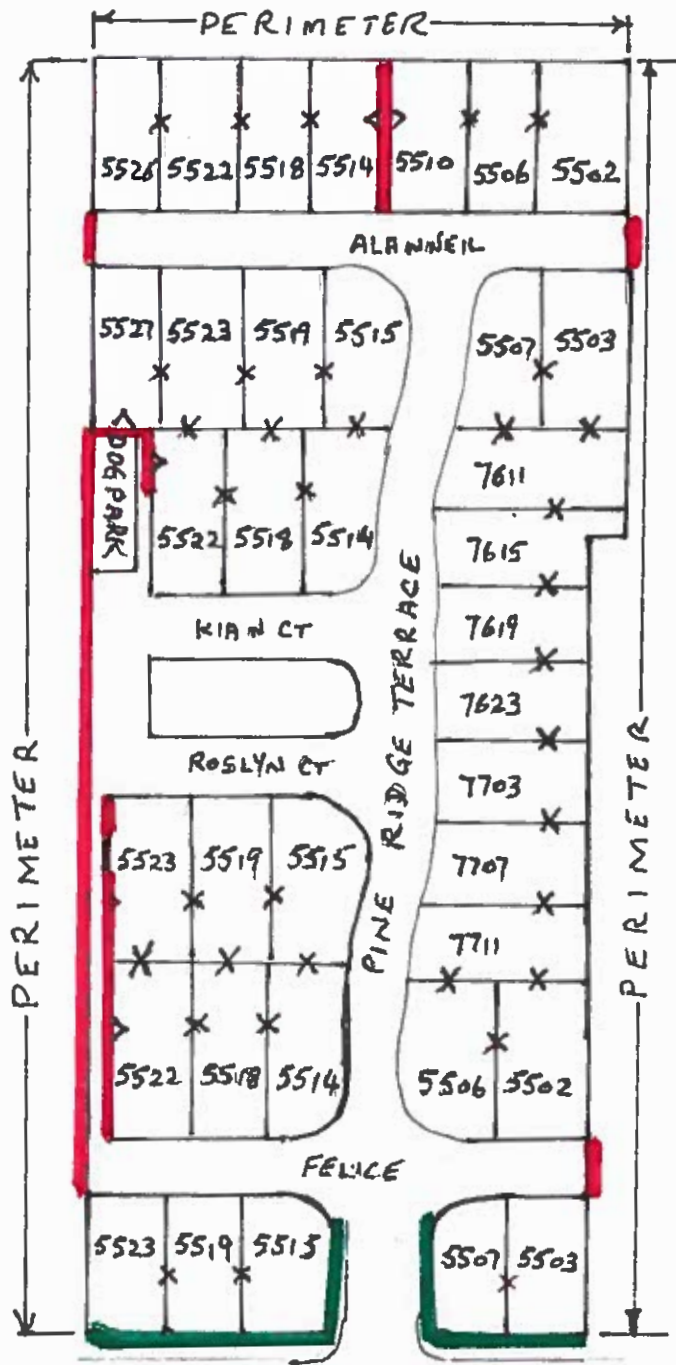 PERIMETER
5526 5522 5518 5514 5510 5506 5502
ALANNEIL
5527 5523 5519 5515 5507 5503
DOG PARK
5522 5518 5514
7611
7615
KIAN CT
7619
7623
ROSLYN CT
7703
PINE RIDGE TERRACE
PERIMETER
PERIMETER
5523 5519 5515
7707
7711
5522 5518 5514
5506 5502
FELICE
5523 5519 5515
5507 5503